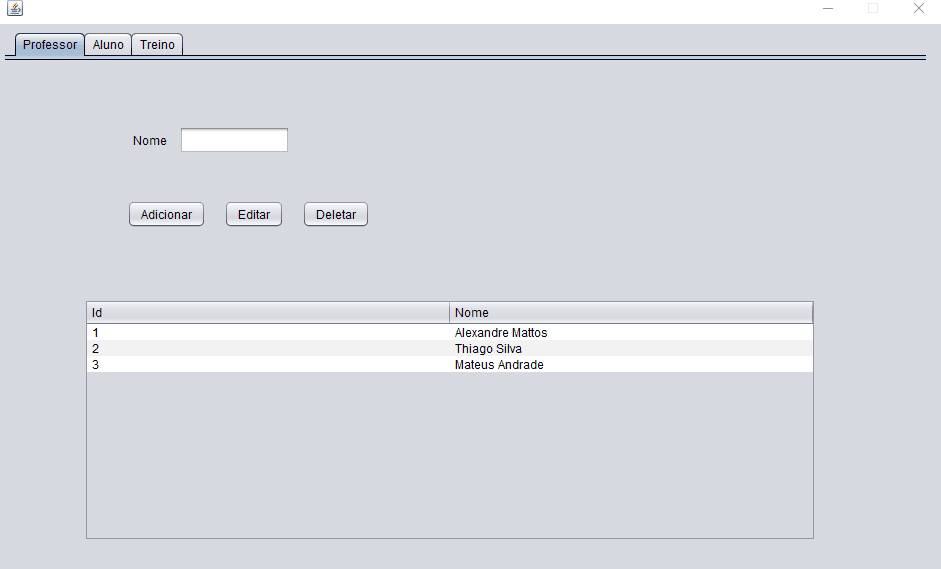 Professor Aluno Treino
Nome
Adicionar Editar Deletar
Id Nome
1 Alexandre Mattos
2 Thiago Silva
3 Mateus Andrade